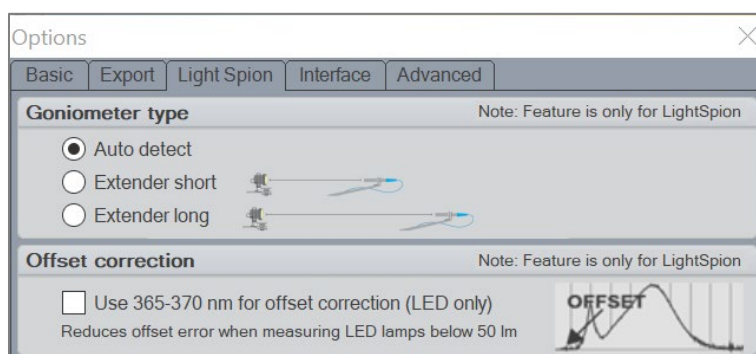 Options
Basic Export Light Spion Interface Advanced
Goniometer type Note: Feature is only for LightSpion
Auto detect
Extender short
Extender long
Offset correction Note: Feature is only for LightSpion
Use 365-370 nm for offset correction (LED only)
Reduces offset error when measuring LED lamps below 50 lm
OFFSET